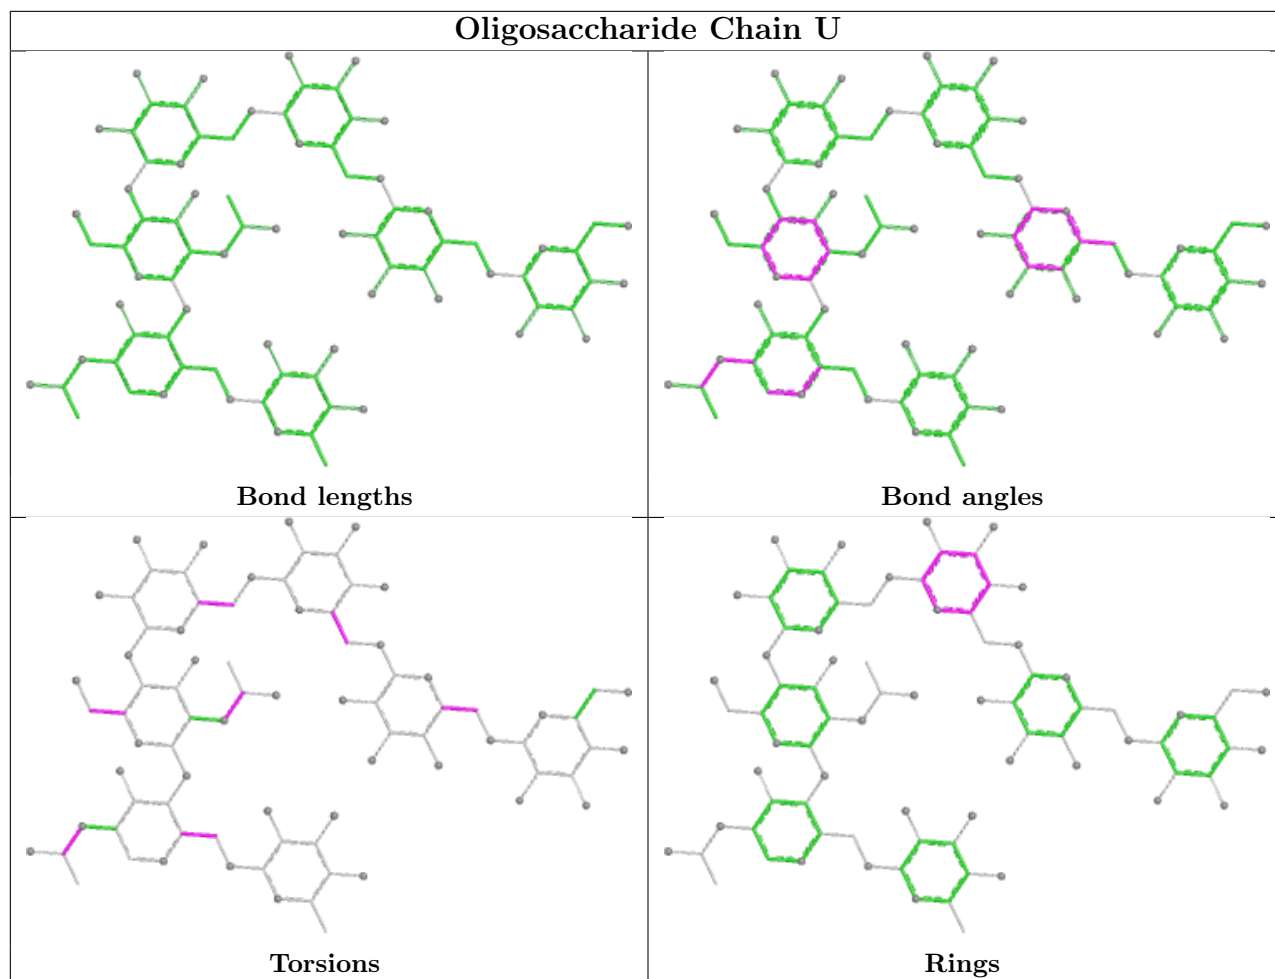 Oligosaccharide Chain U
Bond lengths
Bond angles
Torsions
Rings